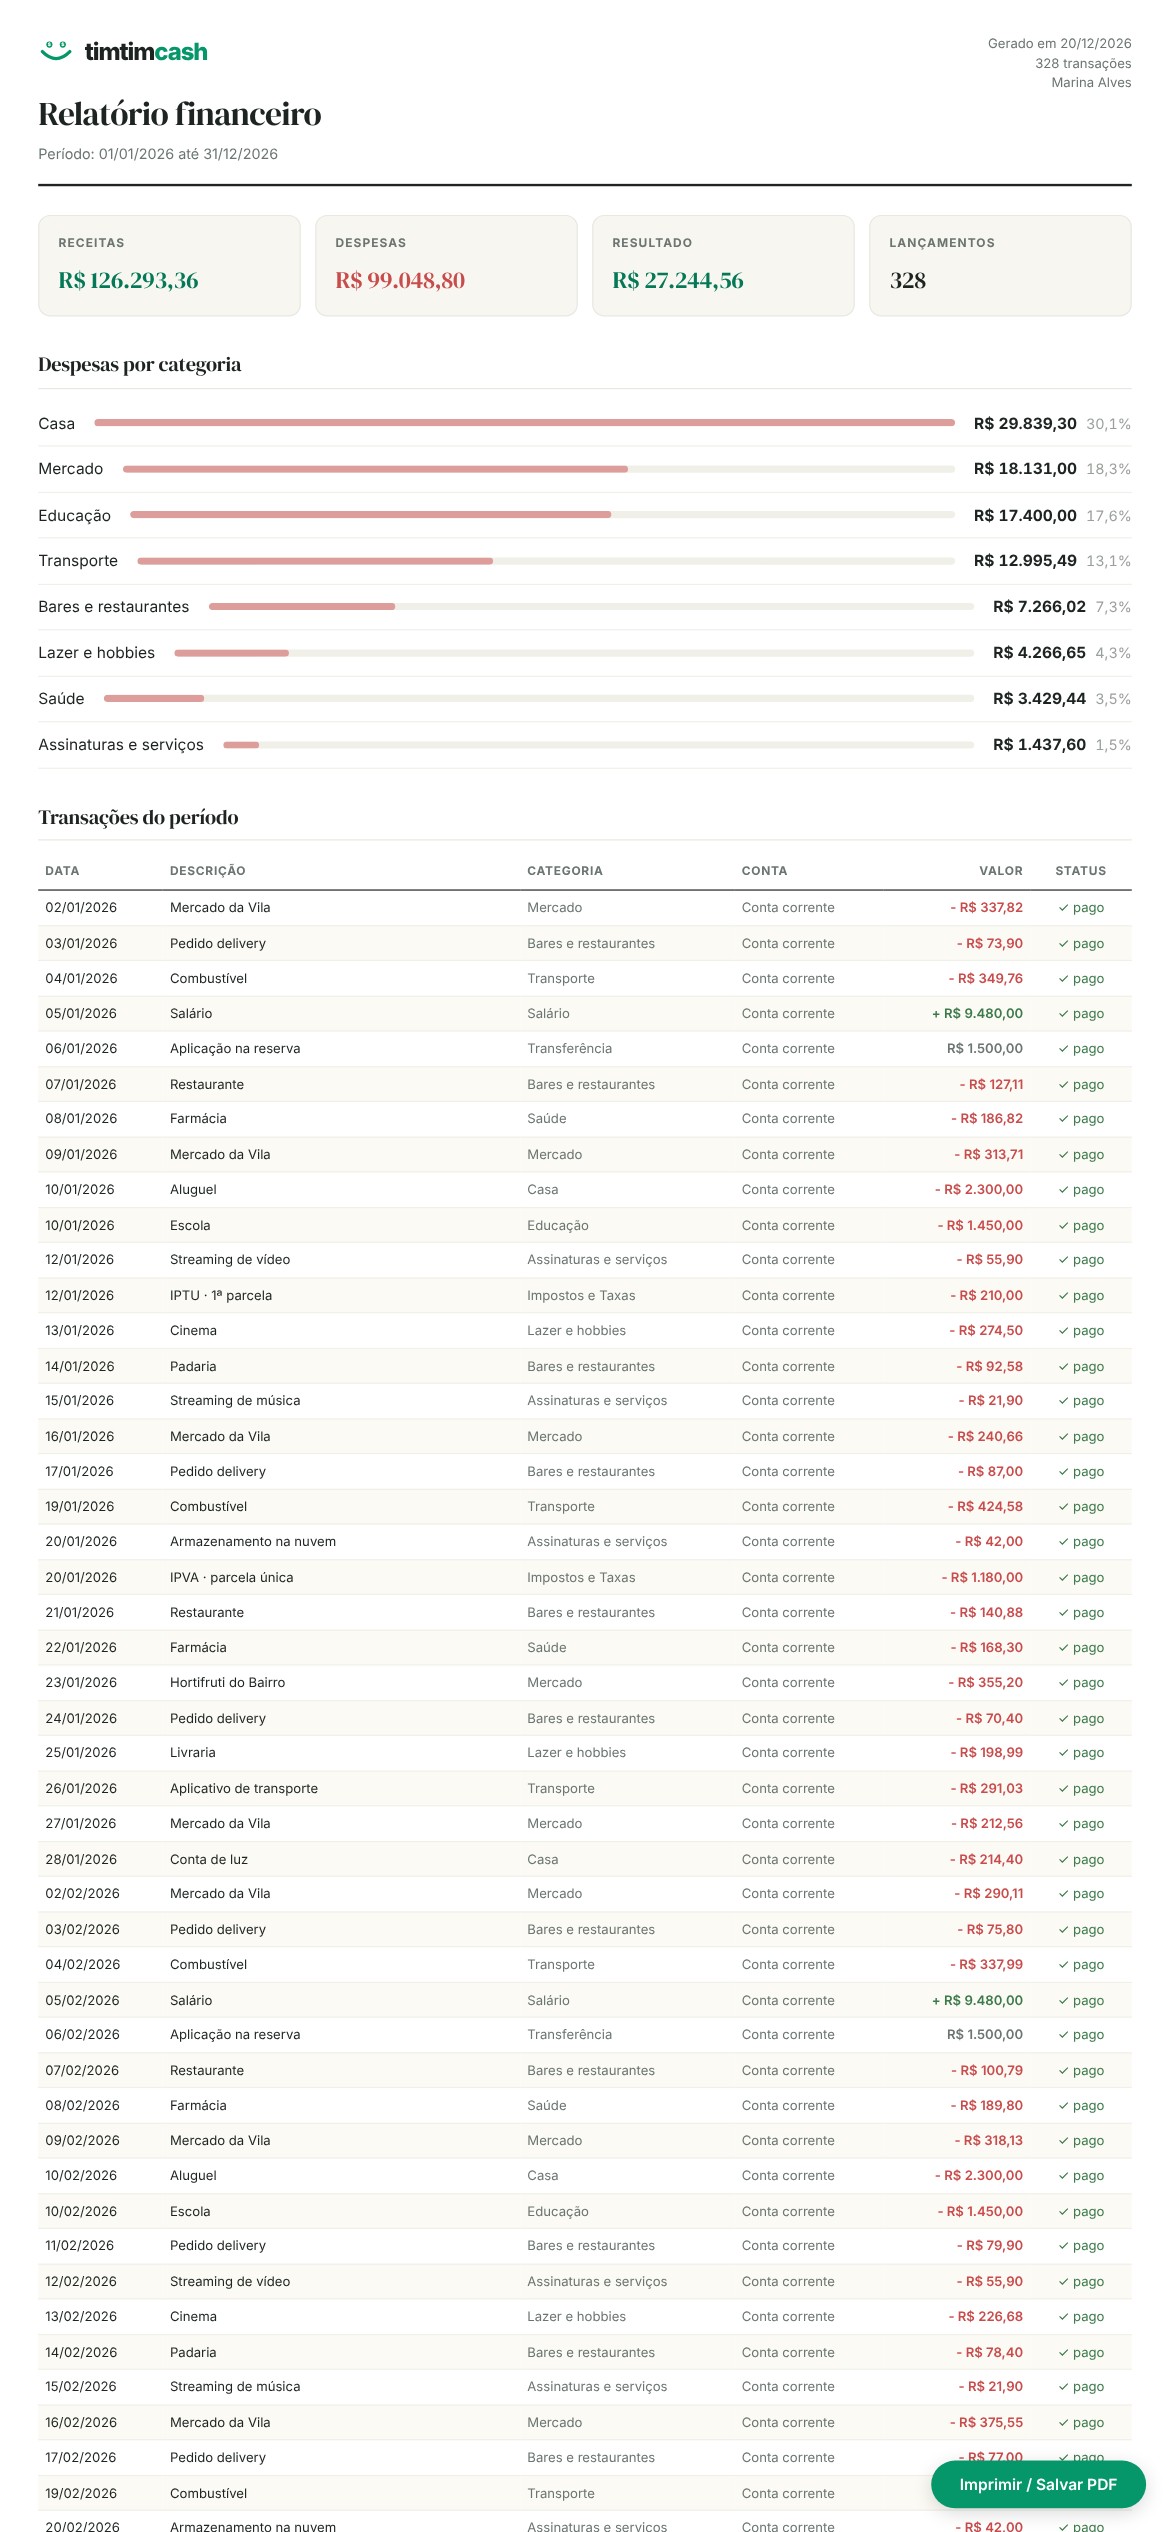 timtimcash
Gerado em 20/12/2026
328 transações
Marina Alves
Relatório financeiro
Período: 01/01/2026 até 31/12/2026
RECEITAS
R$ 126.293,36
DESPESAS
R$ 99.048,80
RESULTADO
R$ 27.244,56
LANÇAMENTOS
328
Despesas por categoria
Casa R$ 29.839,30 30,1%
Mercado R$ 18.131,00 18,3%
Educação R$ 17.400,00 17,6%
Transporte R$ 12.995,49 13,1%
Bares e restaurantes R$ 7.266,02 7,3%
Lazer e hobbies R$ 4.266,65 4,3%
Saúde R$ 3.429,44 3,5%
Assinaturas e serviços R$ 1.437,60 1,5%
Transações do período
DATA DESCRIÇÃO CATEGORIA CONTA VALOR STATUS
02/01/2026 Mercado da Vila Mercado Conta corrente - R$ 337,82 ✓ pago
03/01/2026 Pedido delivery Bares e restaurantes Conta corrente - R$ 73,90 ✓ pago
04/01/2026 Combustível Transporte Conta corrente - R$ 349,76 ✓ pago
05/01/2026 Salário Salário Conta corrente + R$ 9.480,00 ✓ pago
06/01/2026 Aplicação na reserva Transferência Conta corrente R$ 1.500,00 ✓ pago
07/01/2026 Restaurante Bares e restaurantes Conta corrente - R$ 127,11 ✓ pago
08/01/2026 Farmácia Saúde Conta corrente - R$ 186,82 ✓ pago
09/01/2026 Mercado da Vila Mercado Conta corrente - R$ 313,71 ✓ pago
10/01/2026 Aluguel Casa Conta corrente - R$ 2.300,00 ✓ pago
10/01/2026 Escola Educação Conta corrente - R$ 1.450,00 ✓ pago
12/01/2026 Streaming de vídeo Assinaturas e serviços Conta corrente - R$ 55,90 ✓ pago
12/01/2026 IPTU · 1ª parcela Impostos e Taxas Conta corrente - R$ 210,00 ✓ pago
13/01/2026 Cinema Lazer e hobbies Conta corrente - R$ 274,50 ✓ pago
14/01/2026 Padaria Bares e restaurantes Conta corrente - R$ 92,58 ✓ pago
15/01/2026 Streaming de música Assinaturas e serviços Conta corrente - R$ 21,90 ✓ pago
16/01/2026 Mercado da Vila Mercado Conta corrente - R$ 240,66 ✓ pago
17/01/2026 Pedido delivery Bares e restaurantes Conta corrente - R$ 87,00 ✓ pago
19/01/2026 Combustível Transporte Conta corrente - R$ 424,58 ✓ pago
20/01/2026 Armazenamento na nuvem Assinaturas e serviços Conta corrente - R$ 42,00 ✓ pago
20/01/2026 IPVA · parcela única Impostos e Taxas Conta corrente - R$ 1.180,00 ✓ pago
21/01/2026 Restaurante Bares e restaurantes Conta corrente - R$ 140,88 ✓ pago
22/01/2026 Farmácia Saúde Conta corrente - R$ 168,30 ✓ pago
23/01/2026 Hortifruti do Bairro Mercado Conta corrente - R$ 355,20 ✓ pago
24/01/2026 Pedido delivery Bares e restaurantes Conta corrente - R$ 70,40 ✓ pago
25/01/2026 Livraria Lazer e hobbies Conta corrente - R$ 198,99 ✓ pago
26/01/2026 Aplicativo de transporte Transporte Conta corrente - R$ 291,03 ✓ pago
27/01/2026 Mercado da Vila Mercado Conta corrente - R$ 212,56 ✓ pago
28/01/2026 Conta de luz Casa Conta corrente - R$ 214,40 ✓ pago
02/02/2026 Mercado da Vila Mercado Conta corrente - R$ 290,11 ✓ pago
03/02/2026 Pedido delivery Bares e restaurantes Conta corrente - R$ 75,80 ✓ pago
04/02/2026 Combustível Transporte Conta corrente - R$ 337,99 ✓ pago
05/02/2026 Salário Salário Conta corrente + R$ 9.480,00 ✓ pago
06/02/2026 Aplicação na reserva Transferência Conta corrente R$ 1.500,00 ✓ pago
07/02/2026 Restaurante Bares e restaurantes Conta corrente - R$ 100,79 ✓ pago
08/02/2026 Farmácia Saúde Conta corrente - R$ 189,80 ✓ pago
09/02/2026 Mercado da Vila Mercado Conta corrente - R$ 318,13 ✓ pago
10/02/2026 Aluguel Casa Conta corrente - R$ 2.300,00 ✓ pago
10/02/2026 Escola Educação Conta corrente - R$ 1.450,00 ✓ pago
11/02/2026 Pedido delivery Bares e restaurantes Conta corrente - R$ 79,90 ✓ pago
12/02/2026 Streaming de vídeo Assinaturas e serviços Conta corrente - R$ 55,90 ✓ pago
13/02/2026 Cinema Lazer e hobbies Conta corrente - R$ 226,68 ✓ pago
14/02/2026 Padaria Bares e restaurantes Conta corrente - R$ 78,40 ✓ pago
15/02/2026 Streaming de música Assinaturas e serviços Conta corrente - R$ 21,90 ✓ pago
16/02/2026 Mercado da Vila Mercado Conta corrente - R$ 375,55 ✓ pago
17/02/2026 Pedido delivery Bares e restaurantes Conta corrente - R$ 77,00 ✓ pago
19/02/2026 Combustível Transporte Conta corrente
Imprimir / Salvar PDF
20/02/2026 Armazenamento na nuvem Assinaturas e serviços Conta corrente - R$ 42,00 ✓ pago